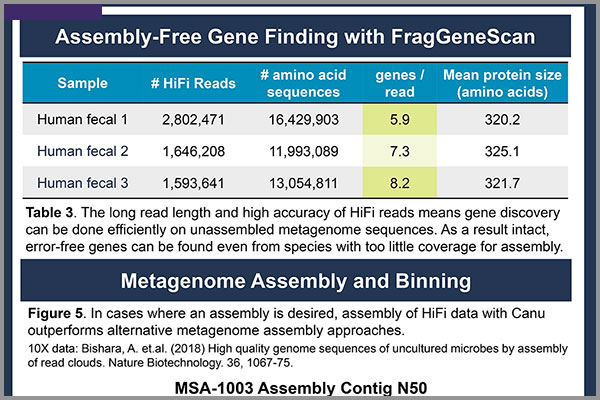 Assembly-Free Gene Finding with FragGeneScan
Sample # HiFi Reads # amino acid sequences genes / read Mean protein size (amino acids)
Human fecal 1 2,802,471 16,429,903 5.9 320.2
Human fecal 2 1,646,208 11,993,089 7.3 325.1
Human fecal 3 1,593,641 13,054,811 8.2 321.7
Table 3. The long read length and high accuracy of HiFi reads means gene discovery
can be done efficiently on unassembled metagenome sequences. As a result intact,
error-free genes can be found even from species with too little coverage for assembly.
Metagenome Assembly and Binning
Figure 5. In cases where an assembly is desired, assembly of HiFi data with Canu
outperforms alternative metagenome assembly approaches.
10X data: Bishara, A. et.al. (2018) High quality genome sequences of uncultured microbes by assembly
of read clouds. Nature Biotechnology. 36, 1067-75.
MSA-1003 Assembly Contig N50